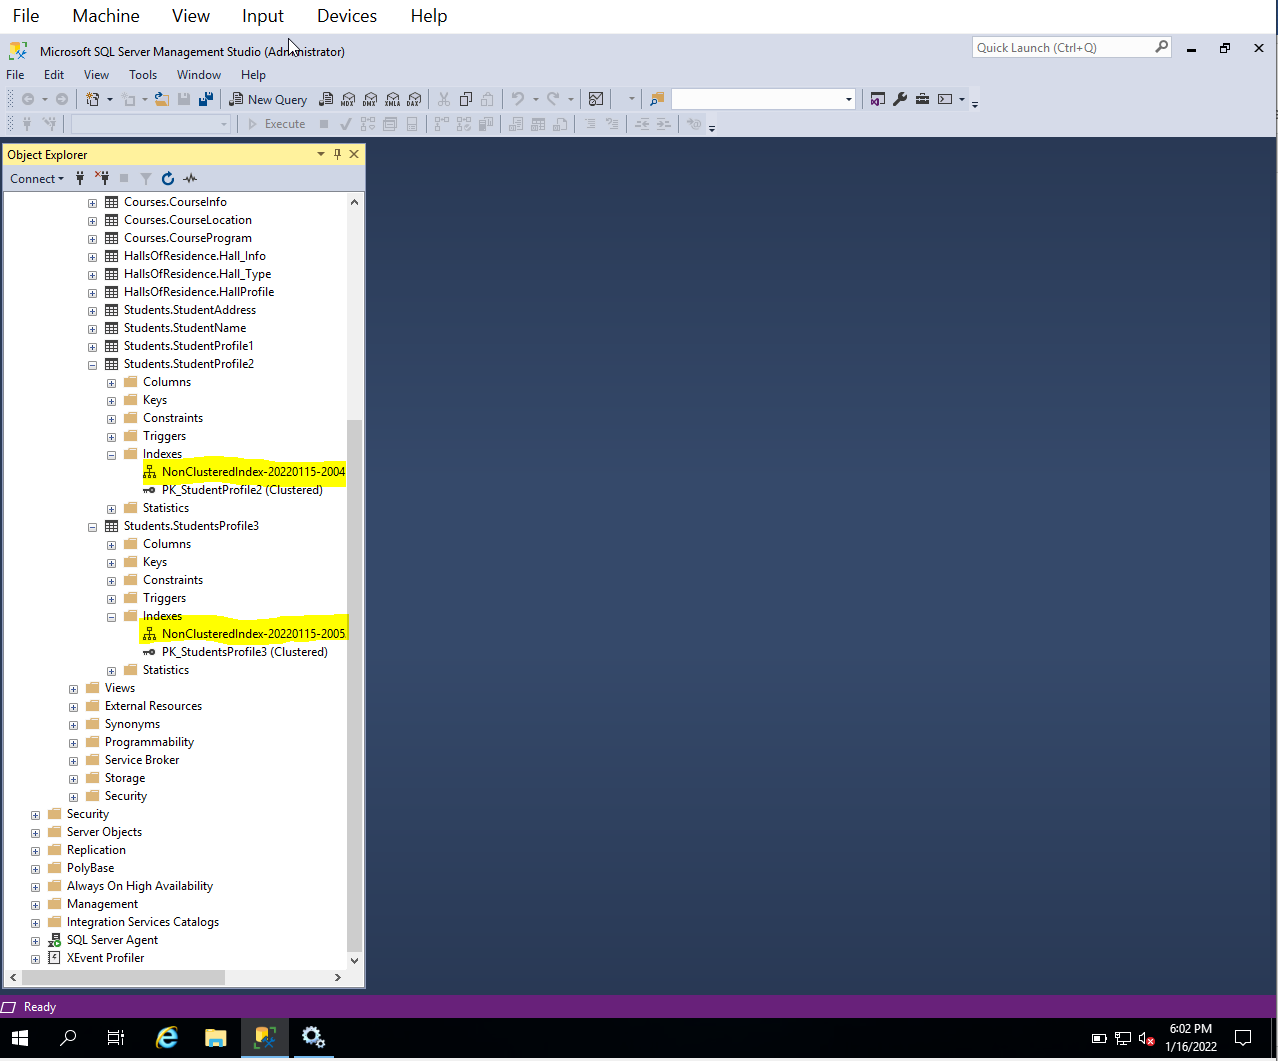 File Machine View Input Devices Help
Microsoft SQL Server Management Studio (Administrator)
Quick Launch (Ctrl+Q)
File Edit View Tools Window Help
New Query MDX DMX XMLA DAX
Execute
Object Explorer
Connect
Courses.CourseInfo
Courses.CourseLocation
Courses.CourseProgram
HallsOfResidence.Hall_Info
HallsOfResidence.Hall_Type
HallsOfResidence.HallProfile
Students.StudentAddress
Students.StudentName
Students.StudentProfile1
Students.StudentProfile2
Columns
Keys
Constraints
Triggers
Indexes
NonClusteredIndex-20220115-2004
PK_StudentProfile2 (Clustered)
Statistics
Students.StudentsProfile3
Columns
Keys
Constraints
Triggers
Indexes
NonClusteredIndex-20220115-2005
PK_StudentsProfile3 (Clustered)
Statistics
Views
External Resources
Synonyms
Programmability
Service Broker
Storage
Security
Security
Server Objects
Replication
PolyBase
Always On High Availability
Management
Integration Services Catalogs
SQL Server Agent
XEvent Profiler
Ready
6:02 PM
1/16/2022